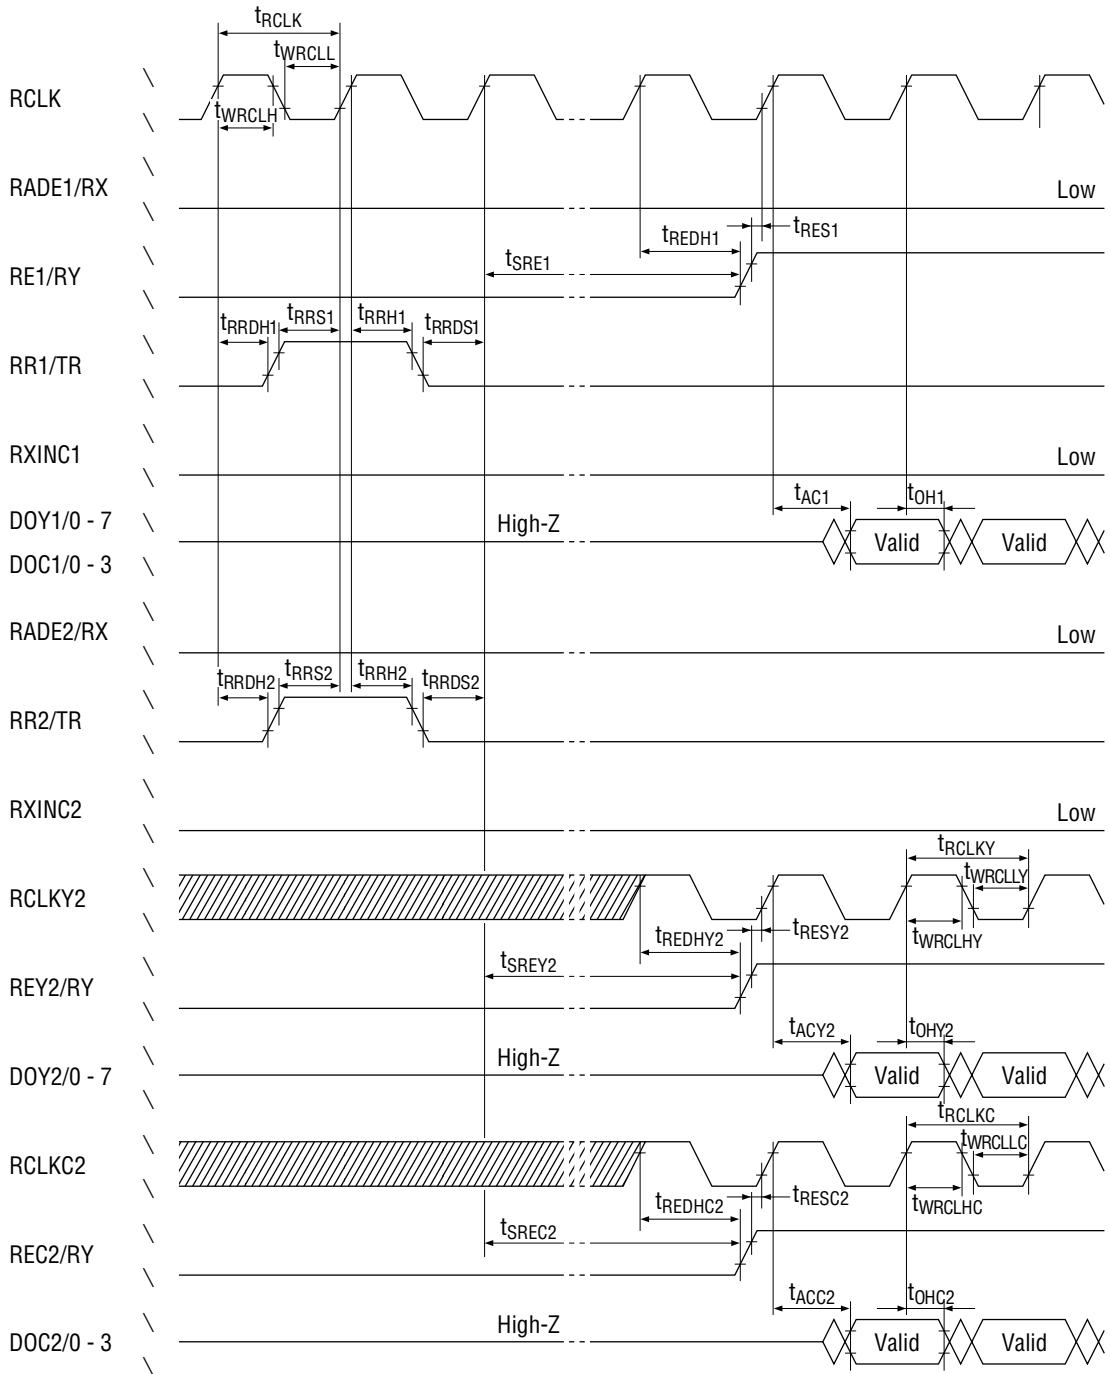 tRCLK
tWRCLL
RCLK
tWRCLH
RADE1/RX
Low
tREDH1
tRES1
tSRE1
RE1/RY
tRRDH1
tRRS1
tRRH1
tRRDS1
RR1/TR
RXINC1
Low
tAC1
tOH1
DOY1/0 - 7
High-Z
Valid
Valid
DOC1/0 - 3
RADE2/RX
Low
tRRDH2
tRRS2
tRRH2
tRRDS2
RR2/TR
RXINC2
Low
tRCLKY
tWRCLLY
RCLKY2
tREDHY2
tRESY2
tWRCLHY
tSREY2
REY2/RY
tACY2
tOHY2
High-Z
DOY2/0 - 7
Valid
Valid
tRCLKC
tWRCLLC
RCLKC2
tREDHC2
tRESC2
tWRCLHC
tSREC2
REC2/RY
tACC2
tOHC2
High-Z
DOC2/0 - 3
Valid
Valid